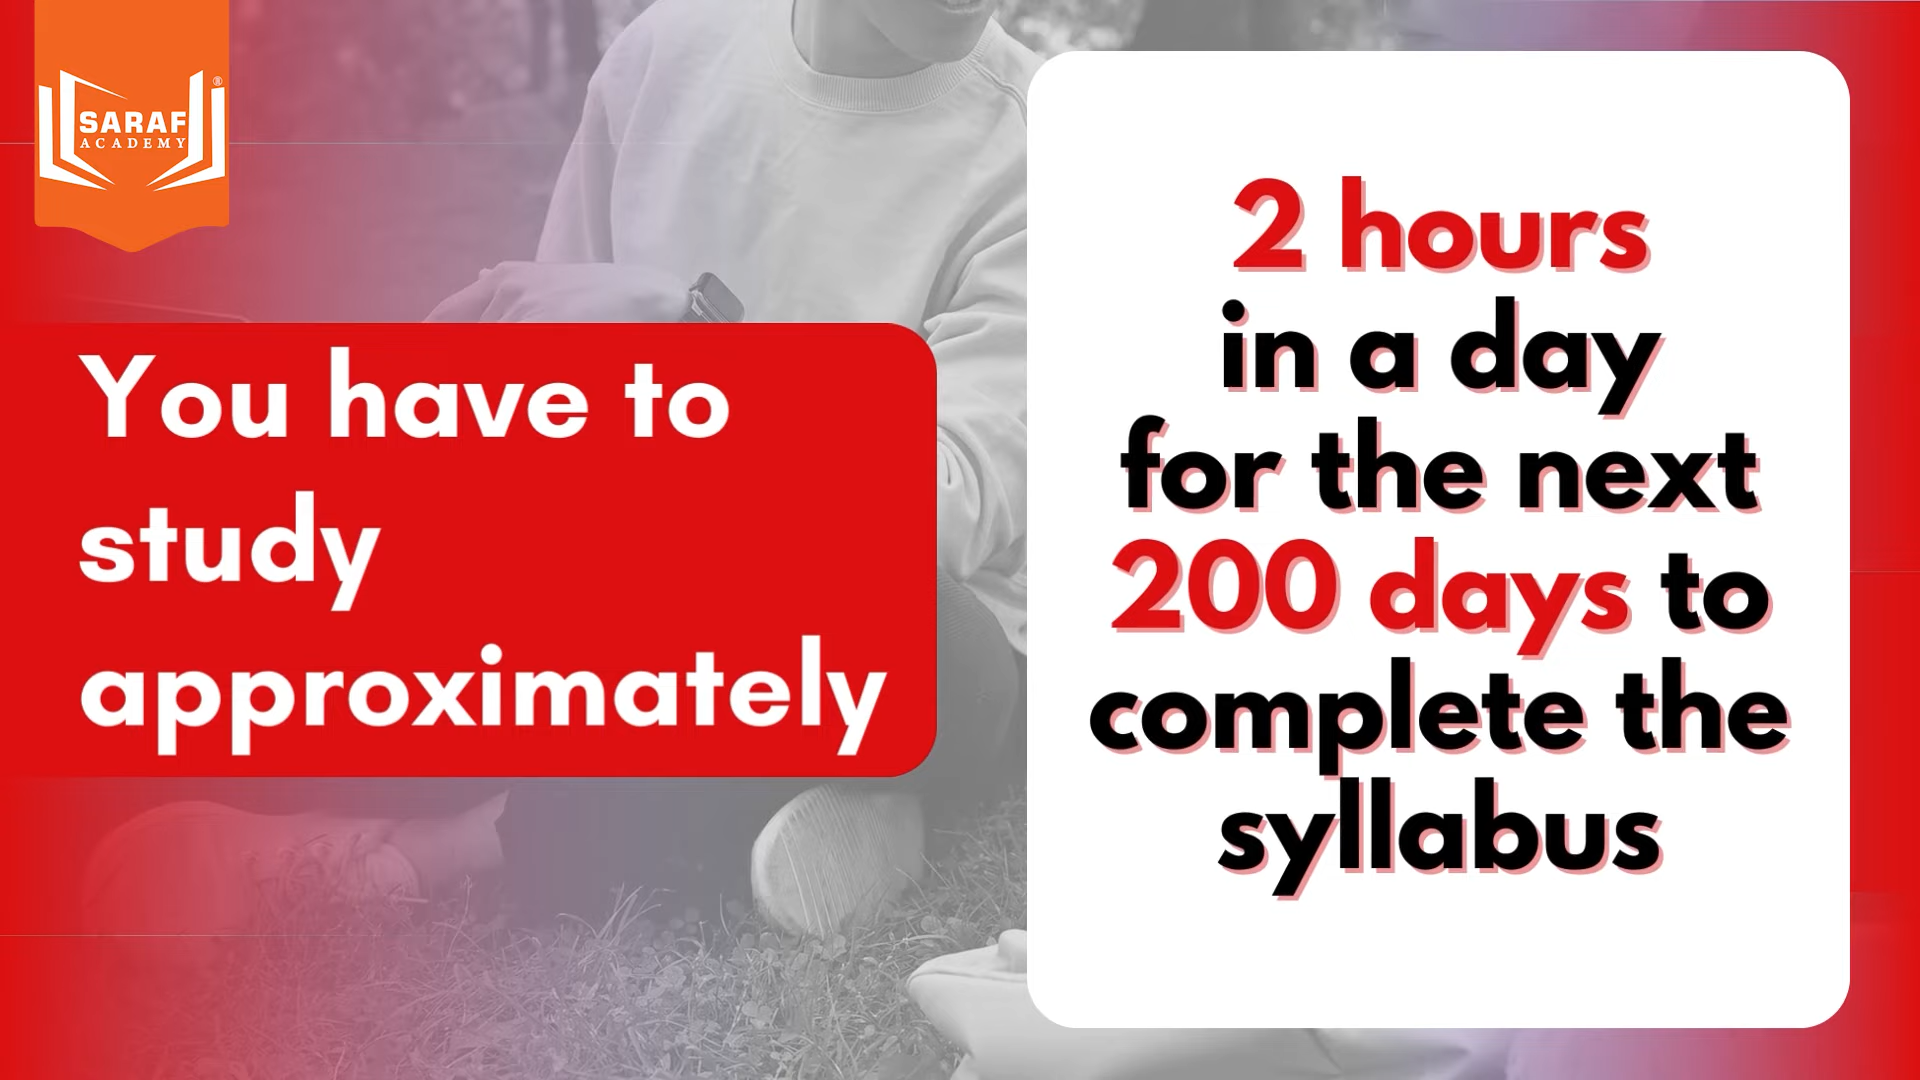 SARAF
ACADEMY
®
You have to
study
approximately
2 hours
in a day
for the next
200 days to
complete the
syllabus